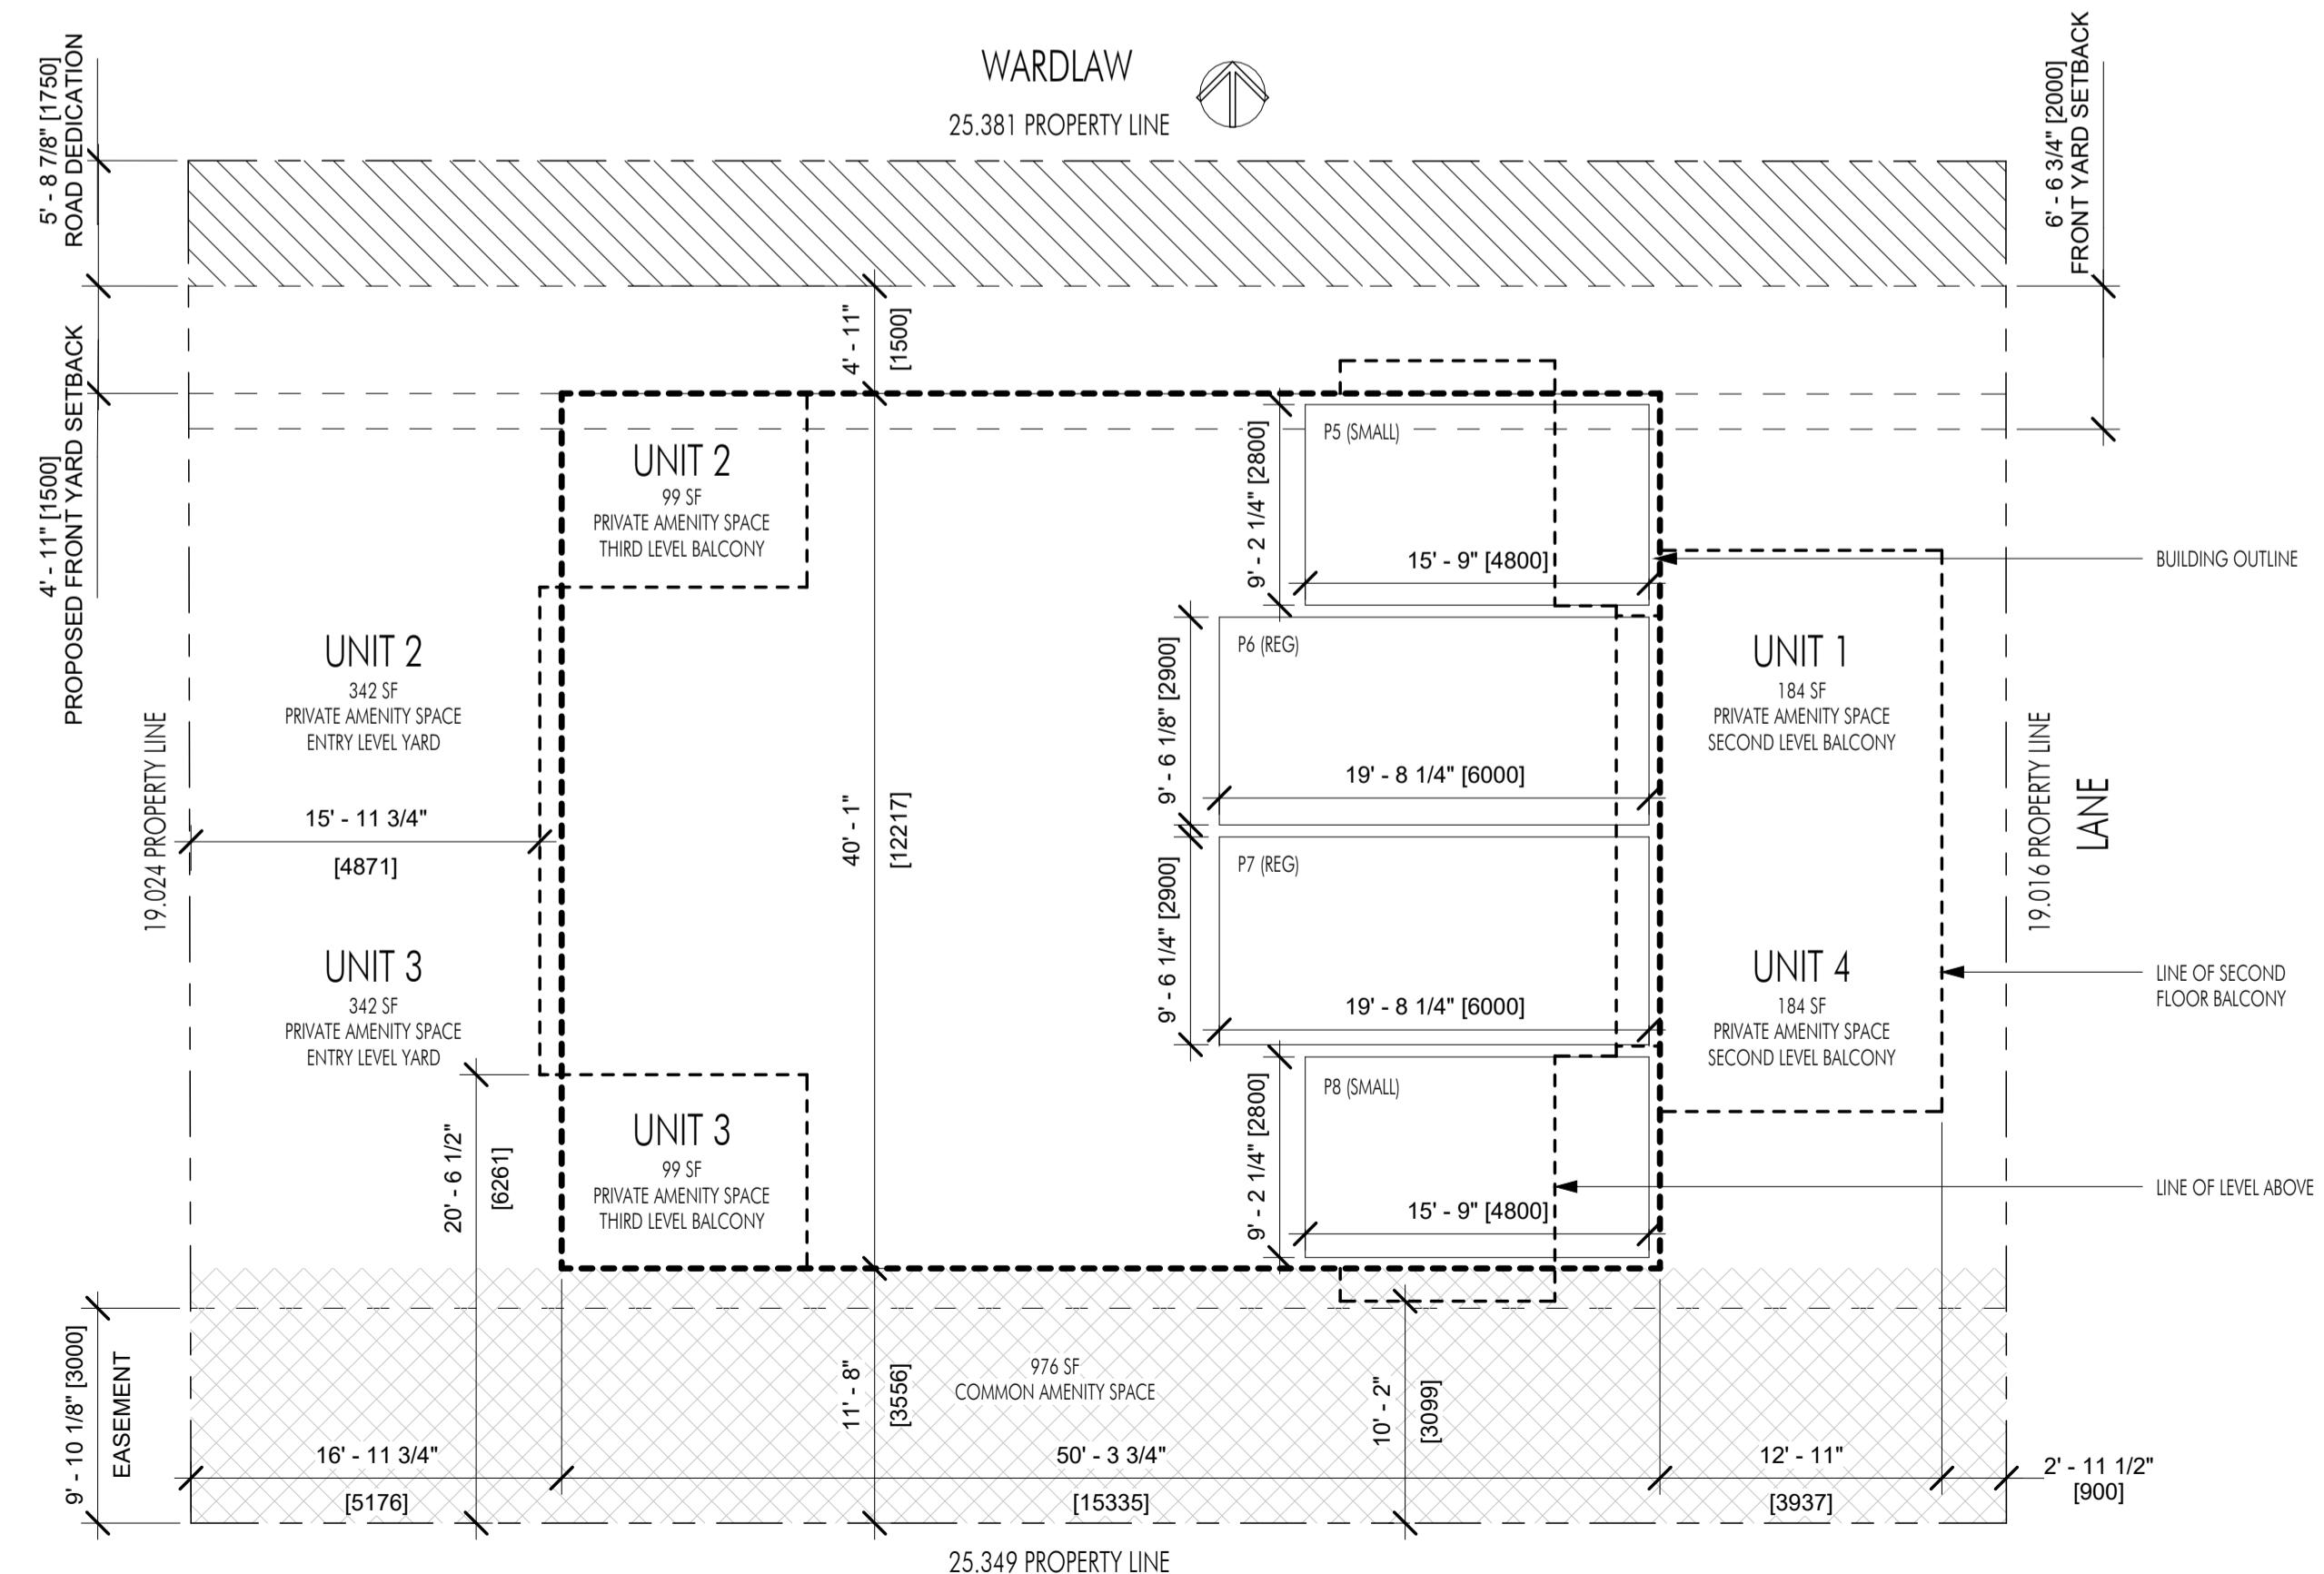 WARDLAW
25.381 PROPERTY LINE
5' - 8 7/8" [1750]
ROAD DEDICATION
6' - 6 3/4" [2000]
FRONT YARD SETBACK
4' - 11" [1500]
PROPOSED FRONT YARD SETBACK
4' - 11"
[1500]
UNIT 2
99 SF
PRIVATE AMENITY SPACE
THIRD LEVEL BALCONY
P5 (SMALL)
9' - 2 1/4" [2800]
15' - 9" [4800]
BUILDING OUTLINE
UNIT 2
342 SF
PRIVATE AMENITY SPACE
ENTRY LEVEL YARD
P6 (REG)
9' - 6 1/8" [2900]
19' - 8 1/4" [6000]
UNIT 1
184 SF
PRIVATE AMENITY SPACE
SECOND LEVEL BALCONY
19.024 PROPERTY LINE
15' - 11 3/4"
[4871]
40' - 1"
[12217]
19.016 PROPERTY LINE
LANE
P7 (REG)
9' - 6 1/4" [2900]
19' - 8 1/4" [6000]
UNIT 3
342 SF
PRIVATE AMENITY SPACE
ENTRY LEVEL YARD
UNIT 4
184 SF
PRIVATE AMENITY SPACE
SECOND LEVEL BALCONY
LINE OF SECOND
FLOOR BALCONY
20' - 6 1/2"
[6261]
UNIT 3
99 SF
PRIVATE AMENITY SPACE
THIRD LEVEL BALCONY
P8 (SMALL)
9' - 2 1/4" [2800]
15' - 9" [4800]
LINE OF LEVEL ABOVE
9' - 10 1/8" [3000]
EASEMENT
11' - 8"
[3556]
976 SF
COMMON AMENITY SPACE
10' - 2"
[3099]
16' - 11 3/4"
[5176]
50' - 3 3/4"
[15335]
12' - 11"
[3937]
2' - 11 1/2"
[900]
25.349 PROPERTY LINE